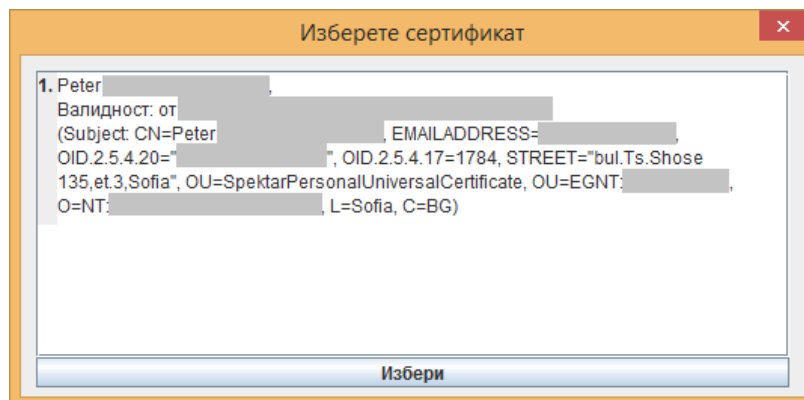 Изберете сертификат
1. Peter ,
Валидност: от
(Subject: CN=Peter , EMAILADDRESS= ,
OID.2.5.4.20=" ", OID.2.5.4.17=1784, STREET="bul.Ts.Shose
135,et.3,Sofia", OU=SpektarPersonalUniversalCertificate, OU=EGNT: ,
O=NT: , L=Sofia, C=BG)
Избери